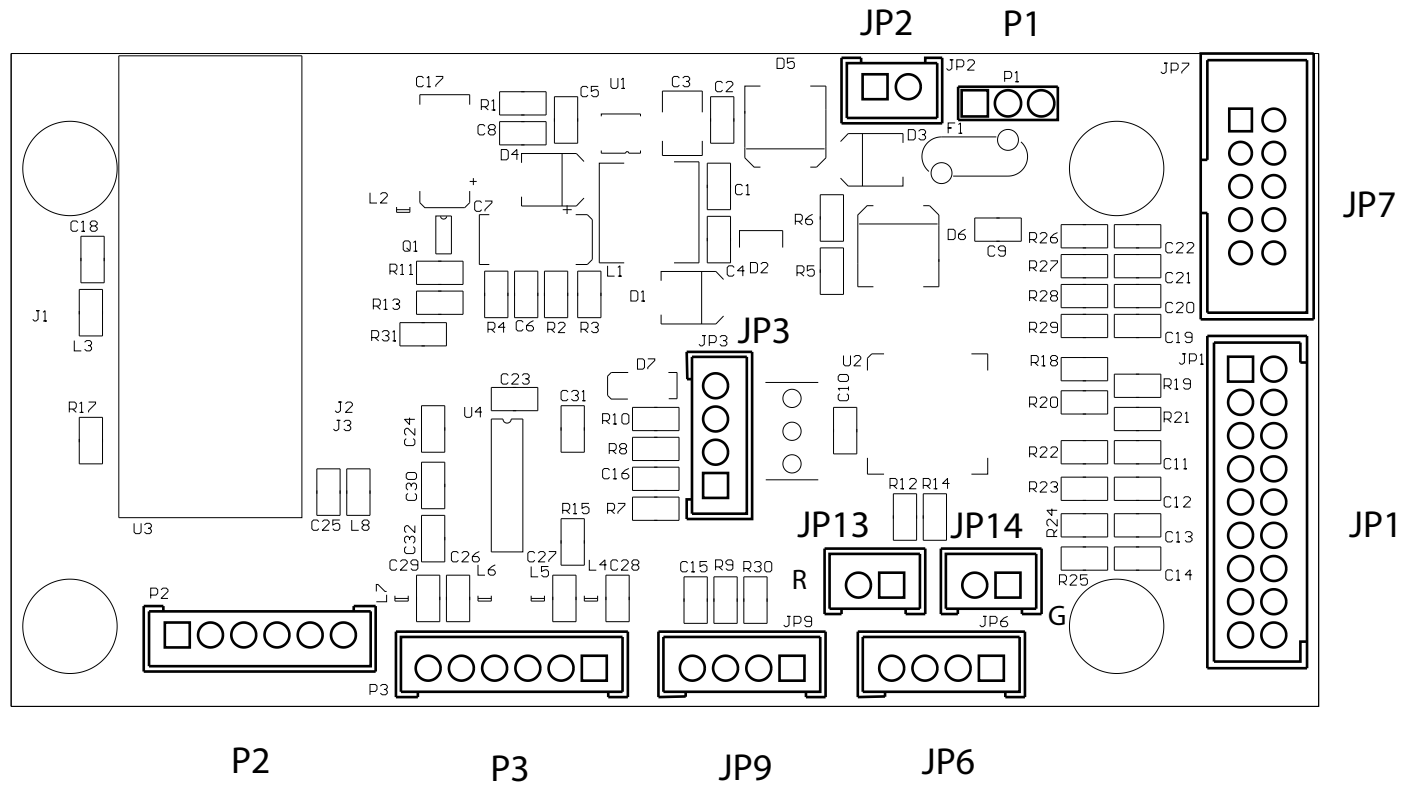 JP2 P1
C17 R1 C5 U1 C3 C2 D5 JP2 P1 JP7
C8 D4 D3 F1
L2 C7 C1 R6 JP7
C18 Q1 R11 L1 C4 D2 R5 D6 C9 R26 C22
R27 C21
J1 R13 D1 R28 C20
L3 R31 R4 C6 R2 R3 JP3 JP3 R29 C19
U2 R18 JP1
D7 R19
R17 J2 C23 C31 C10 R20
J3 C24 U4 R10 R21
R8 R22 C11
C30 C16 R12 R14 R23 C12
U3 C25 L8 C32 R15 R7 JP13 JP14 R24 C13 JP1
C29 C26 L6 C27 L5 L4 C28 C15 R9 R30 R R25 C14
P2 L7 JP9 JP6 G
P3
P2 P3 JP9 JP6
+
+